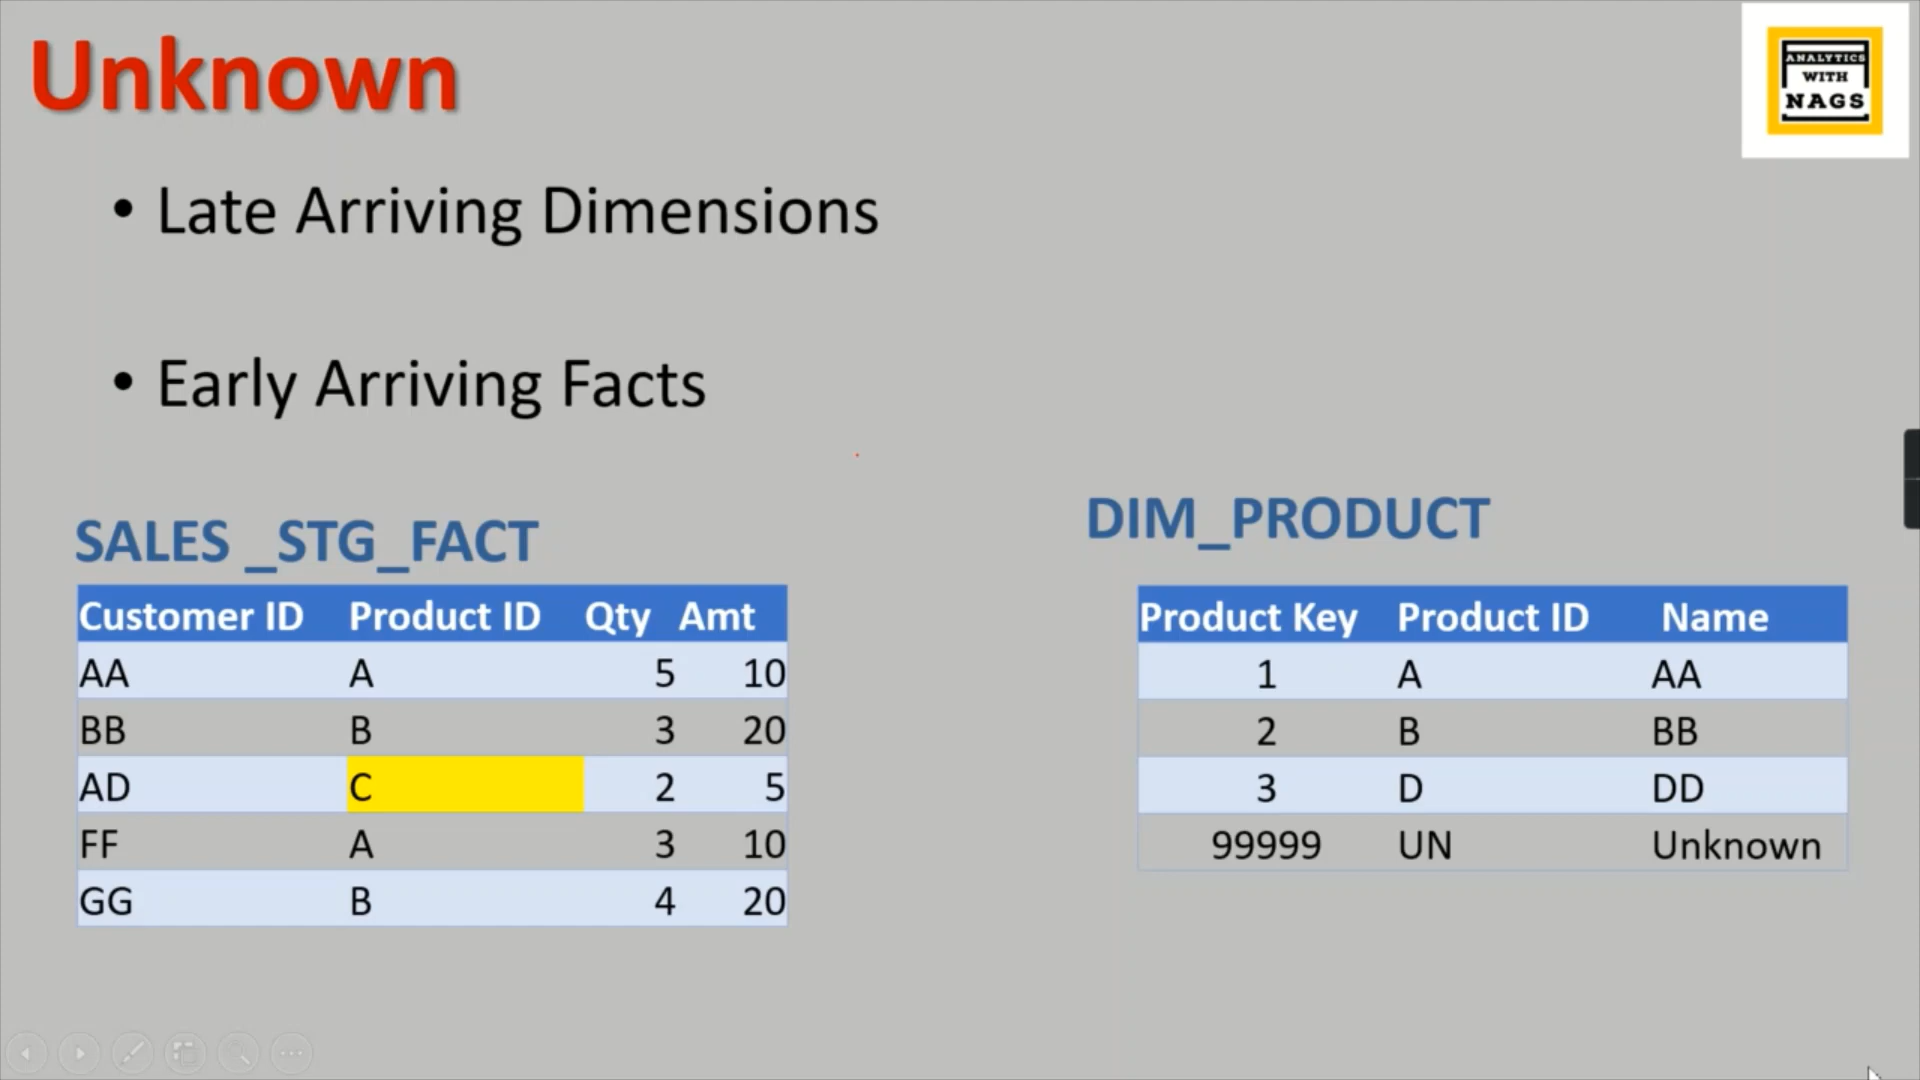 Unknown
ANALYTICS
WITH
NAGS
• Late Arriving Dimensions
• Early Arriving Facts
SALES _STG_FACT
Customer ID Product ID Qty Amt
AA A 5 10
BB B 3 20
AD C 2 5
FF A 3 10
GG B 4 20
DIM_PRODUCT
Product Key Product ID Name
1 A AA
2 B BB
3 D DD
99999 UN Unknown